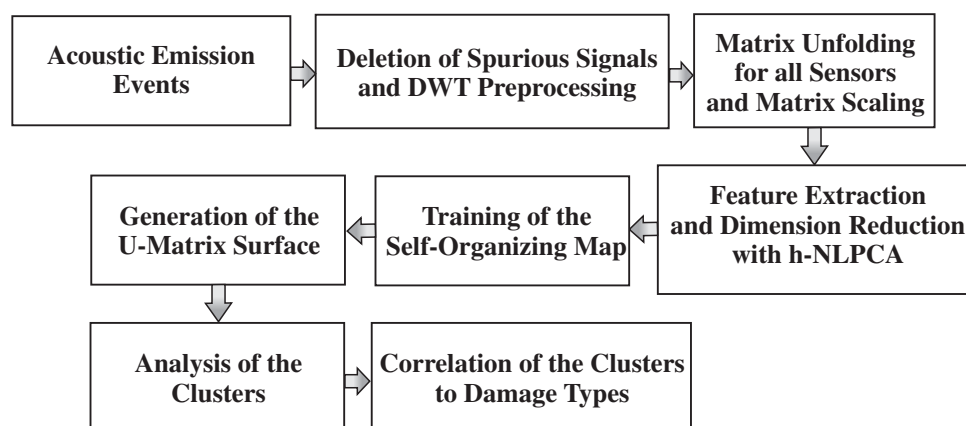 Acoustic Emission
Events
Deletion of Spurious Signals
and DWT Preprocessing
Matrix Unfolding
for all Sensors
and Matrix Scaling
Feature Extraction
and Dimension Reduction
with h-NLPCA
Training of the
Self-Organizing Map
Generation of the
U-Matrix Surface
Analysis of the
Clusters
Correlation of the Clusters
to Damage Types